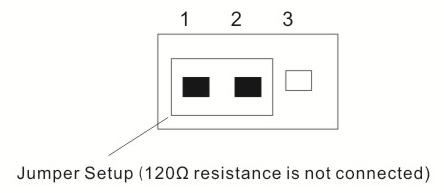 1 2 3
Jumper Setup (120Ω resistance is not connected)